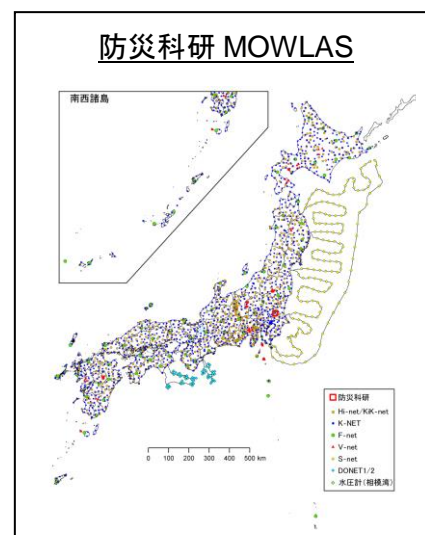 防災科研 MOWLAS
南西諸島
防災科研
Hi-net/KiK-net
K-NET
F-net
V-net
S-net
DONET1/2
水圧計(相模湾)
0 100 200 300 400 500 km